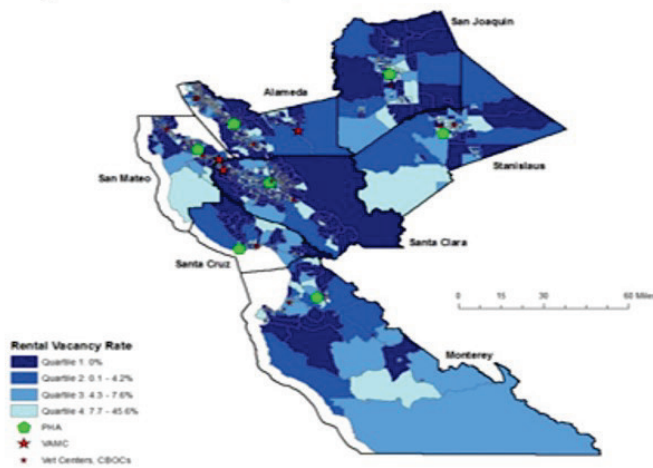 San Joaquin
Alameda
San Mateo
Stanislaus
Santa Clara
Santa Cruz
0 15 30 60 Miles
Monterey
Rental Vacancy Rate
Quartile 1: 0%
Quartile 2: 0.1 - 4.2%
Quartile 3: 4.3 - 7.6%
Quartile 4: 7.7 - 45.6%
PHA
VAMC
Vet Centers, CBOCs